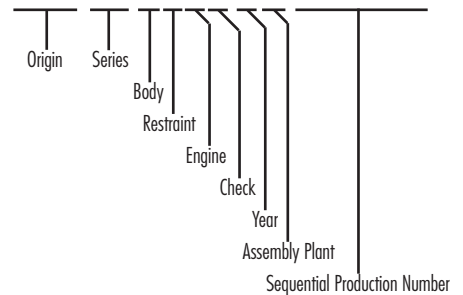 Origin
Series
Body
Restraint
Engine
Check
Year
Assembly Plant
Sequential Production Number